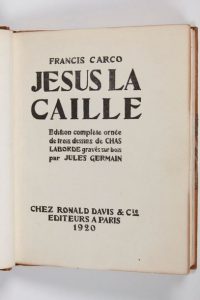 FRANCIS CARCO
JESUS LA
CAILLE
Edition complète ornée
de trois dessins de CHAS
LABORDE gravés sur bois
par JULES GERMAIN
CHEZ RONALD DAVIS & Cie
EDITEURS A PARIS
1920